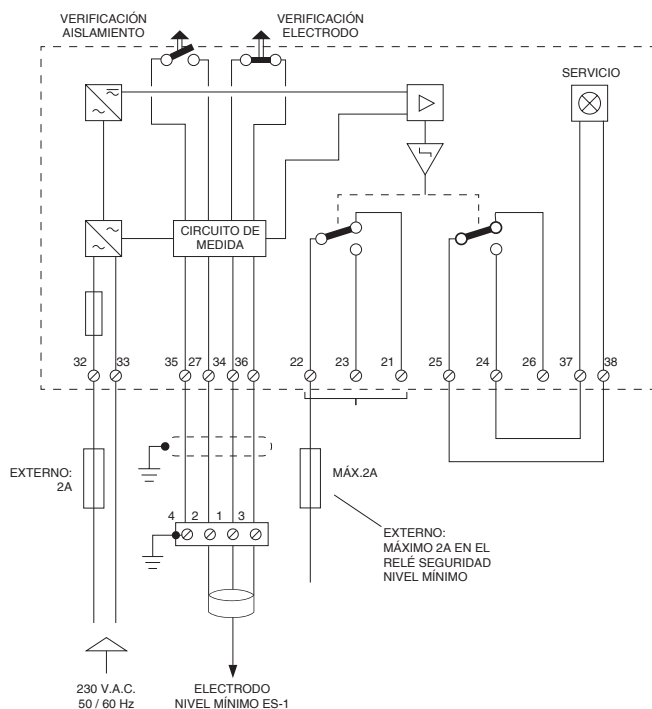 VERIFICACIÓN
AISLAMIENTO
VERIFICACIÓN
ELECTRODO
SERVICIO
CIRCUITO DE
MEDIDA
32
33
35
27
34
36
22
23
21
25
24
26
37
38
EXTERNO:
2A
MÁX.2A
4
2
1
3
EXTERNO:
MÁXIMO 2A EN EL
RELÉ SEGURIDAD
NIVEL MÍNIMO
230 V.A.C.
50 / 60 Hz
ELECTRODO
NIVEL MÍNIMO ES-1